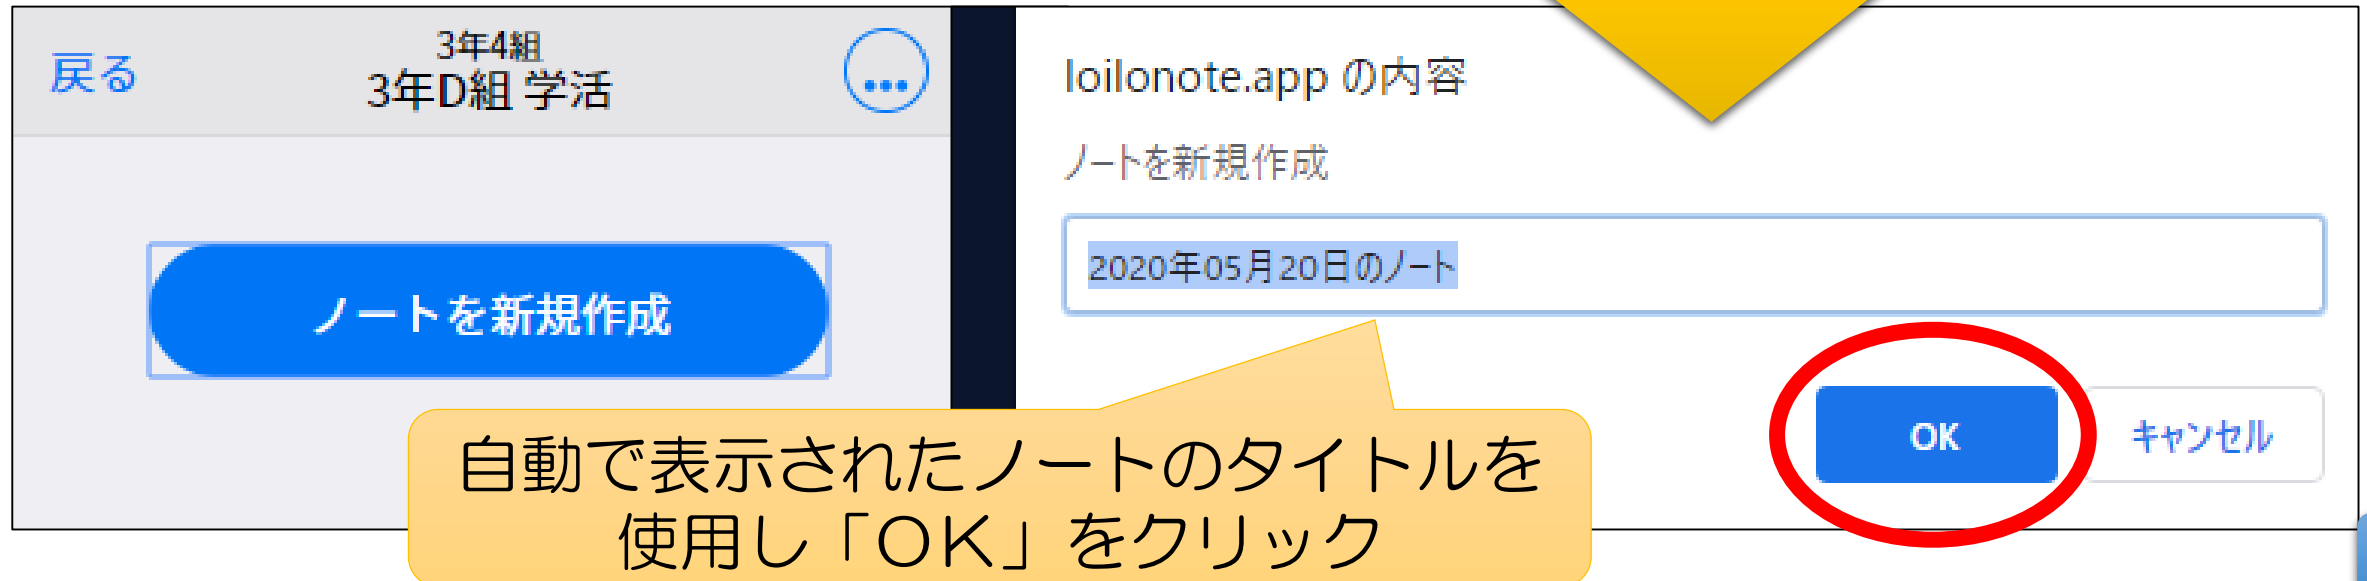 戻る
3年4組
3年D組 学活
...
ノートを新規作成
loilonote.app の内容
ノートを新規作成
2020年05月20日のノート
OK
キャンセル
自動で表示されたノートのタイトルを
使用し「ＯＫ」をクリック